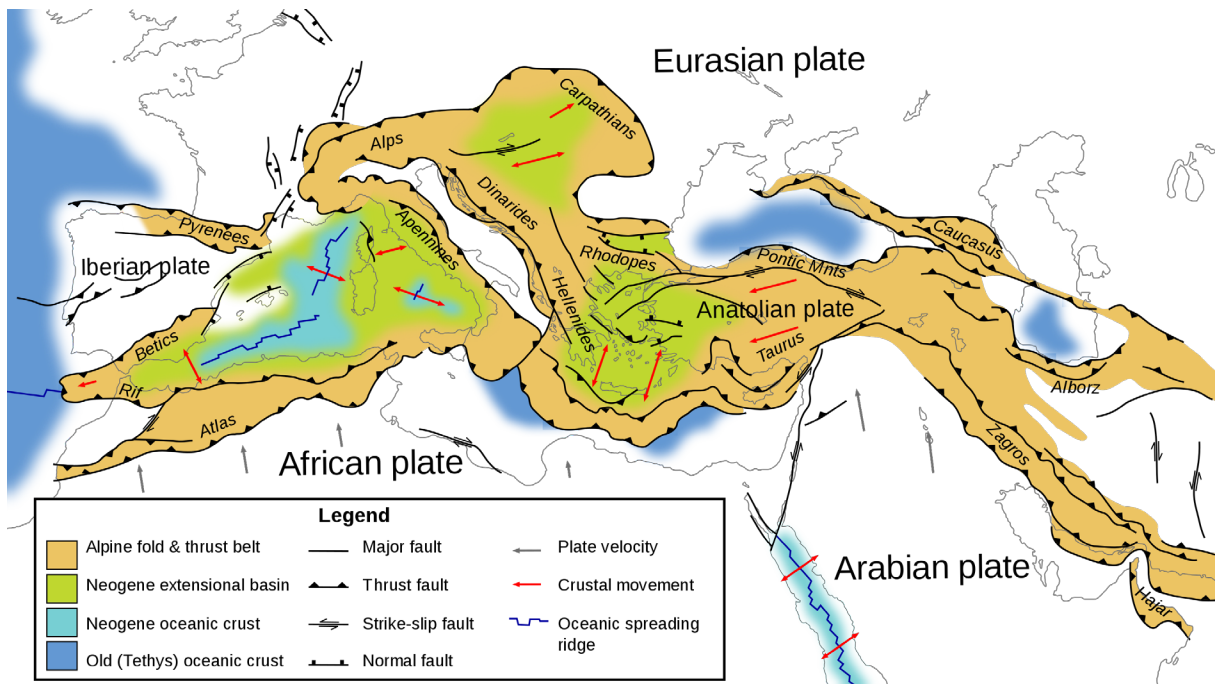 Eurasian plate
Carpathians
Alps
Dinarides
Pyrenees
Apennines
Caucasus
Iberian plate
Rhodopes
Pontic Mnts
Hellenides
Anatolian plate
Betics
Taurus
Rif
Alborz
Atlas
African plate
Zagros
Arabian plate
Hajar
Legend
Alpine fold & thrust belt
Major fault
Plate velocity
Neogene extensional basin
Thrust fault
Crustal movement
Neogene oceanic crust
Strike-slip fault
Oceanic spreading
ridge
Old (Tethys) oceanic crust
Normal fault